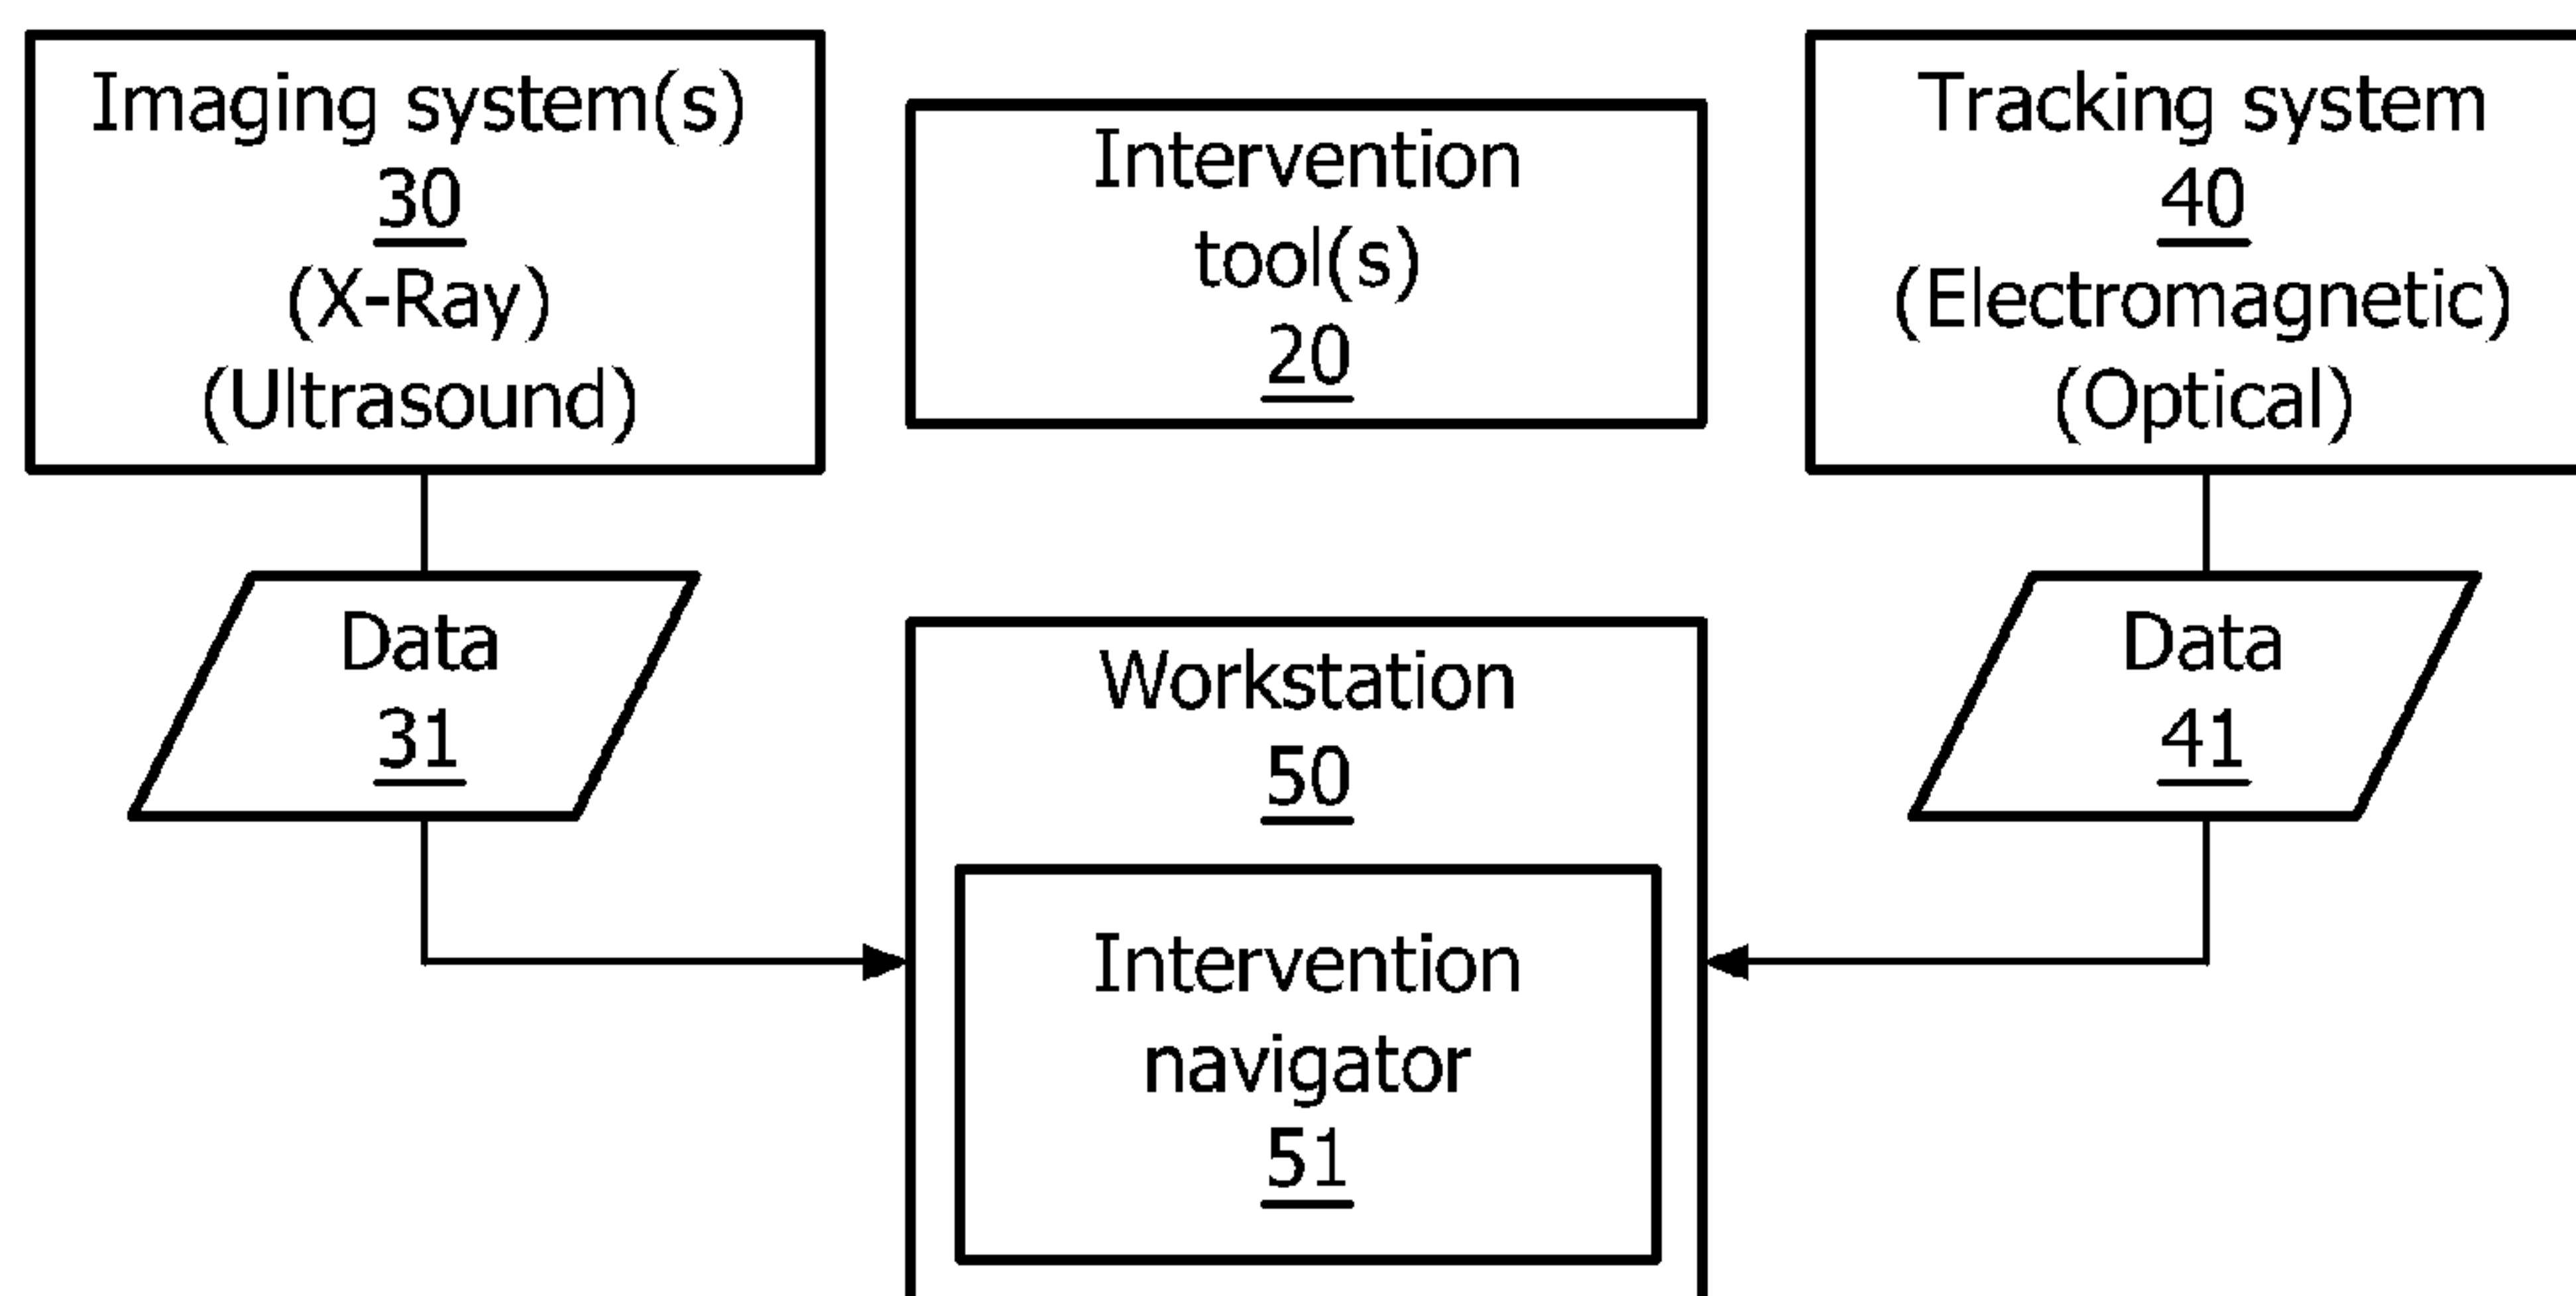 Imaging system(s)
30
(X-Ray)
(Ultrasound)
Intervention
tool(s)
20
Tracking system
40
(Electromagnetic)
(Optical)
Data
31
Workstation
50
Intervention
navigator
51
Data
41